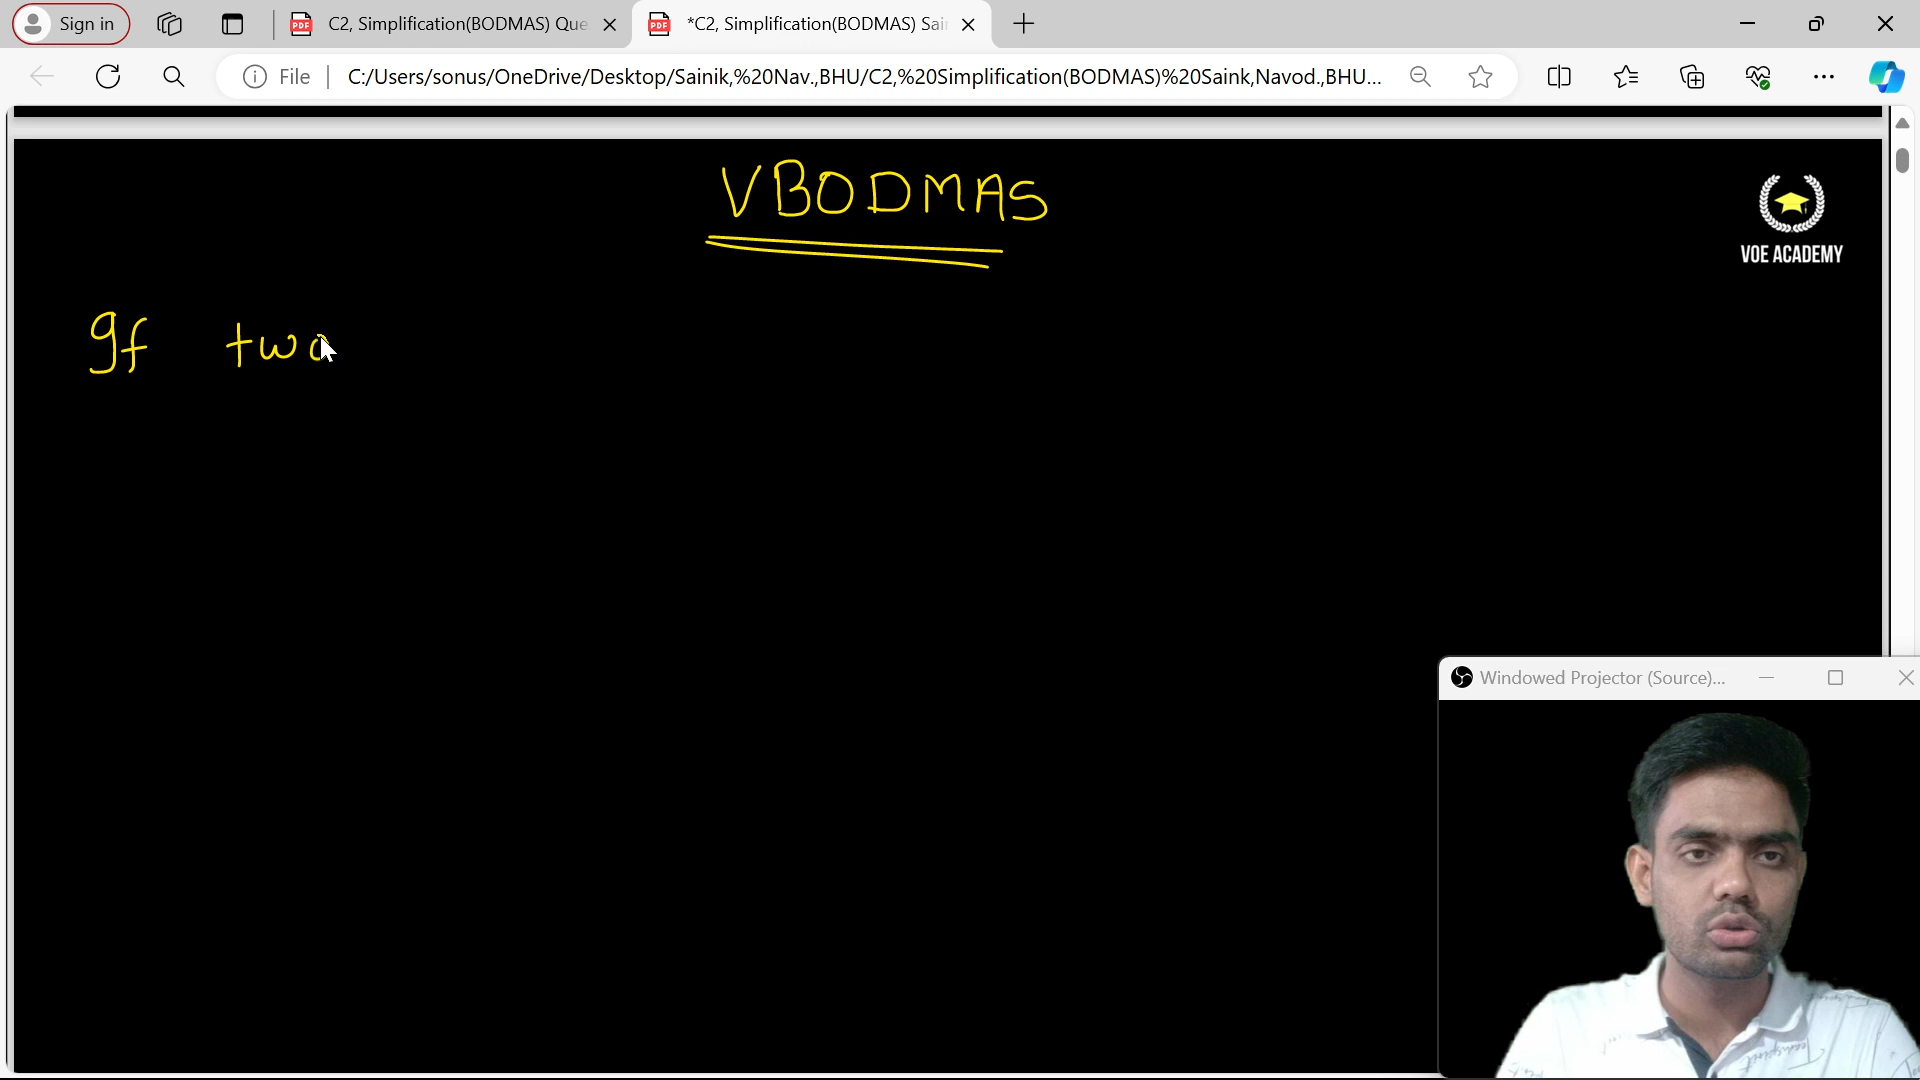 Sign in
C2, Simplification(BODMAS) Que
*C2, Simplification(BODMAS) Sai
File
C:/Users/sonus/OneDrive/Desktop/Sainik,%20Nav.,BHU/C2,%20Simplification(BODMAS)%20Saink,Navod.,BHU...
VBODMAS
VOE ACADEMY
If two
Windowed Projector (Source)...